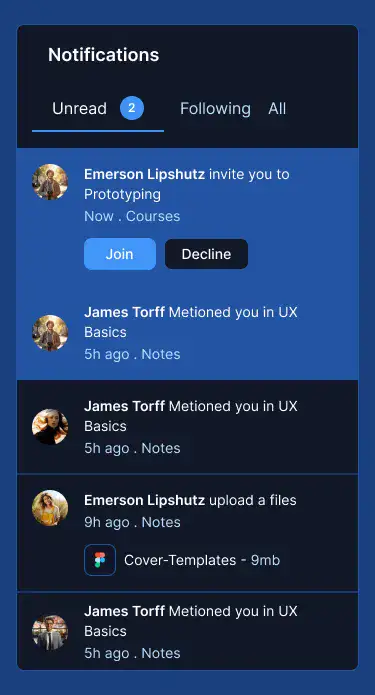 Notifications
Unread 2 Following All
Emerson Lipshutz invite you to
Prototyping
Now . Courses
Join Decline
James Torff Metioned you in UX
Basics
5h ago . Notes
James Torff Metioned you in UX
Basics
5h ago . Notes
Emerson Lipshutz upload a files
9h ago . Notes
Cover-Templates - 9mb
James Torff Metioned you in UX
Basics
5h ago . Notes